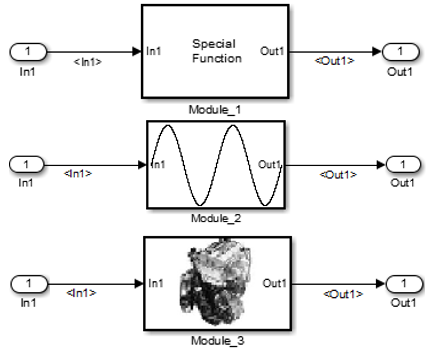 Special
Function
1
In1
<In1>
In1
Out1
<Out1>
1
Out1
Module_1
1
In1
<In1>
In1
Out1
<Out1>
1
Out1
Module_2
1
In1
<In1>
In1
Out1
<Out1>
1
Out1
Module_3